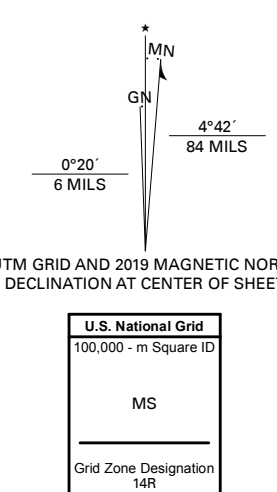 ★
MN
GN
4°42´
84 MILS
0°20´
6 MILS
UTM GRID AND 2019 MAGNETIC NOR
DECLINATION AT CENTER OF SHEET
U.S. National Grid
100,000 - m Square ID
MS
Grid Zone Designation
14R